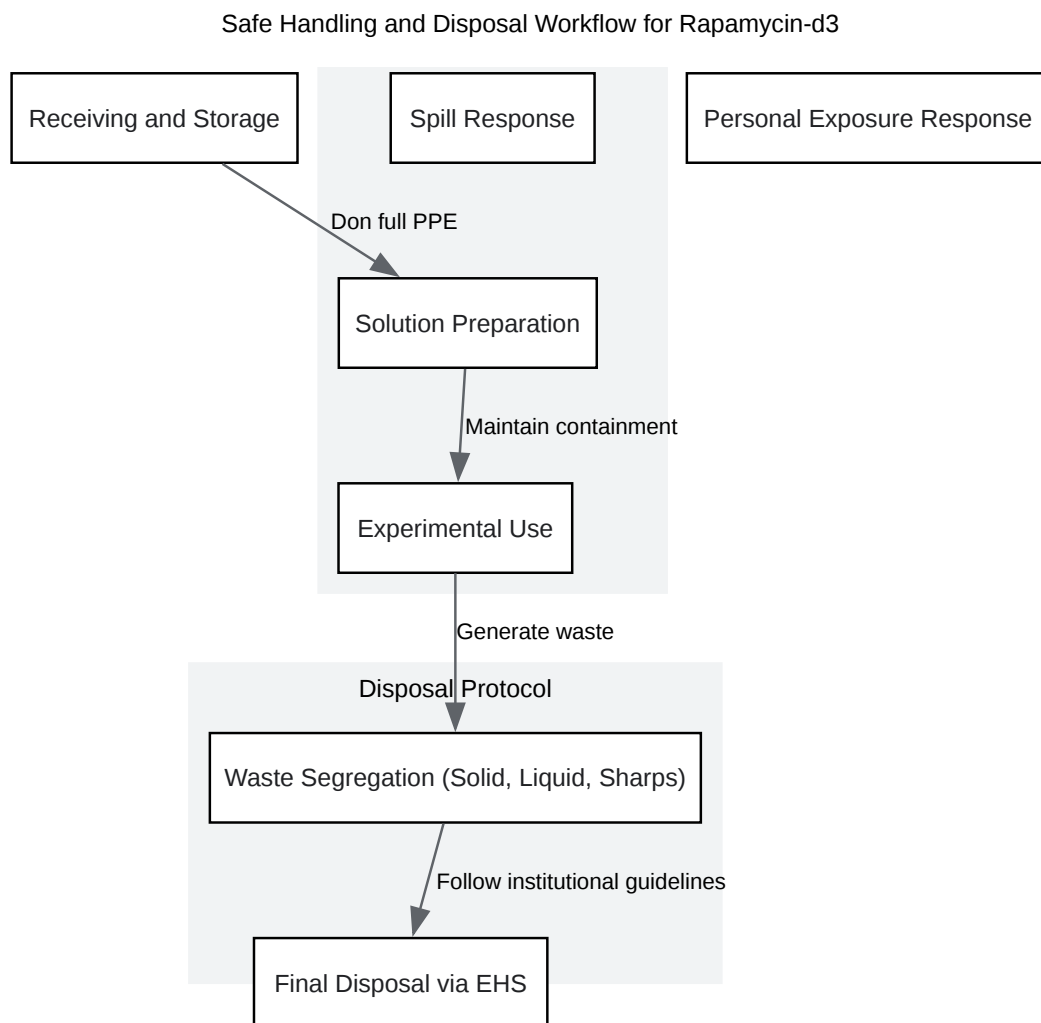 Safe Handling and Disposal Workflow for Rapamycin-d3
Receiving and Storage
Spill Response
Personal Exposure Response
Don full PPE
Solution Preparation
Maintain containment
Experimental Use
Generate waste
Disposal Protocol
Waste Segregation (Solid, Liquid, Sharps)
Follow institutional guidelines
Final Disposal via EHS